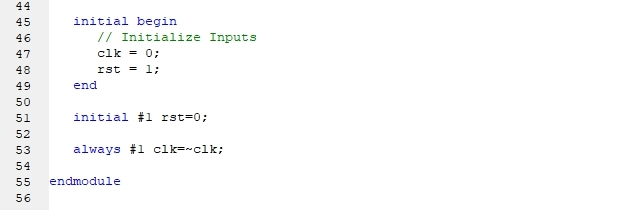 44
45 initial begin
46 // Initialize Inputs
47 clk = 0;
48 rst = 1;
49 end
50
51 initial #1 rst=0;
52
53 always #1 clk=~clk;
54
55 endmodule
56